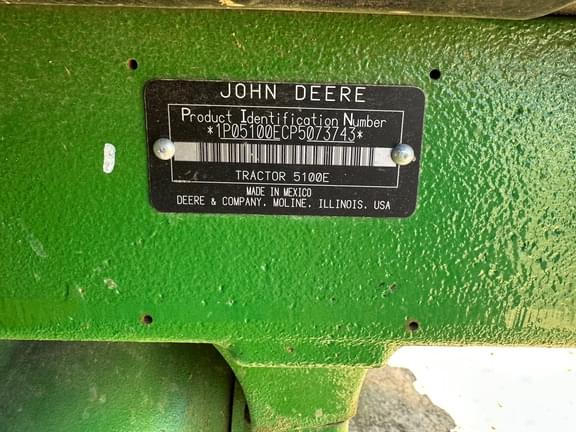 JOHN DEERE
Product Identification Number
*1P05100ECP5073743*
TRACTOR 5100E
MADE IN MEXICO
DEERE & COMPANY. MOLINE. ILLINOIS. USA